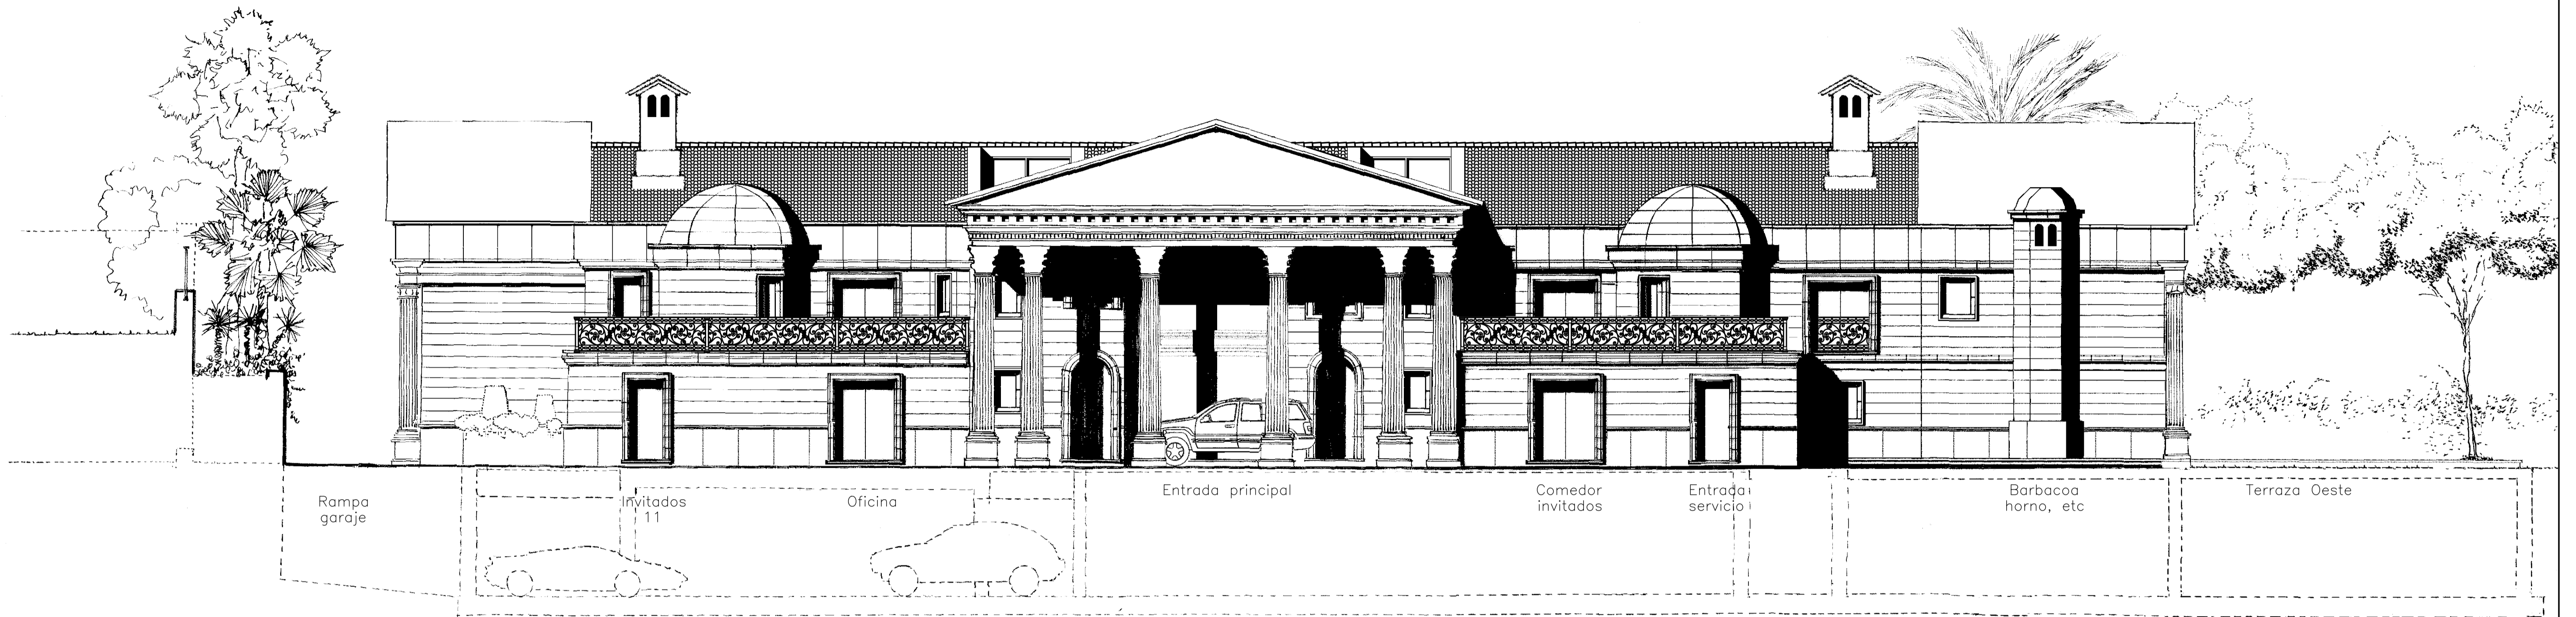 Rampa
garaje
Invitados
11
Oficina
Entrada principal
Comedor
invitados
Entrada
servicio
Barbacoa
horno, etc
Terraza Oeste